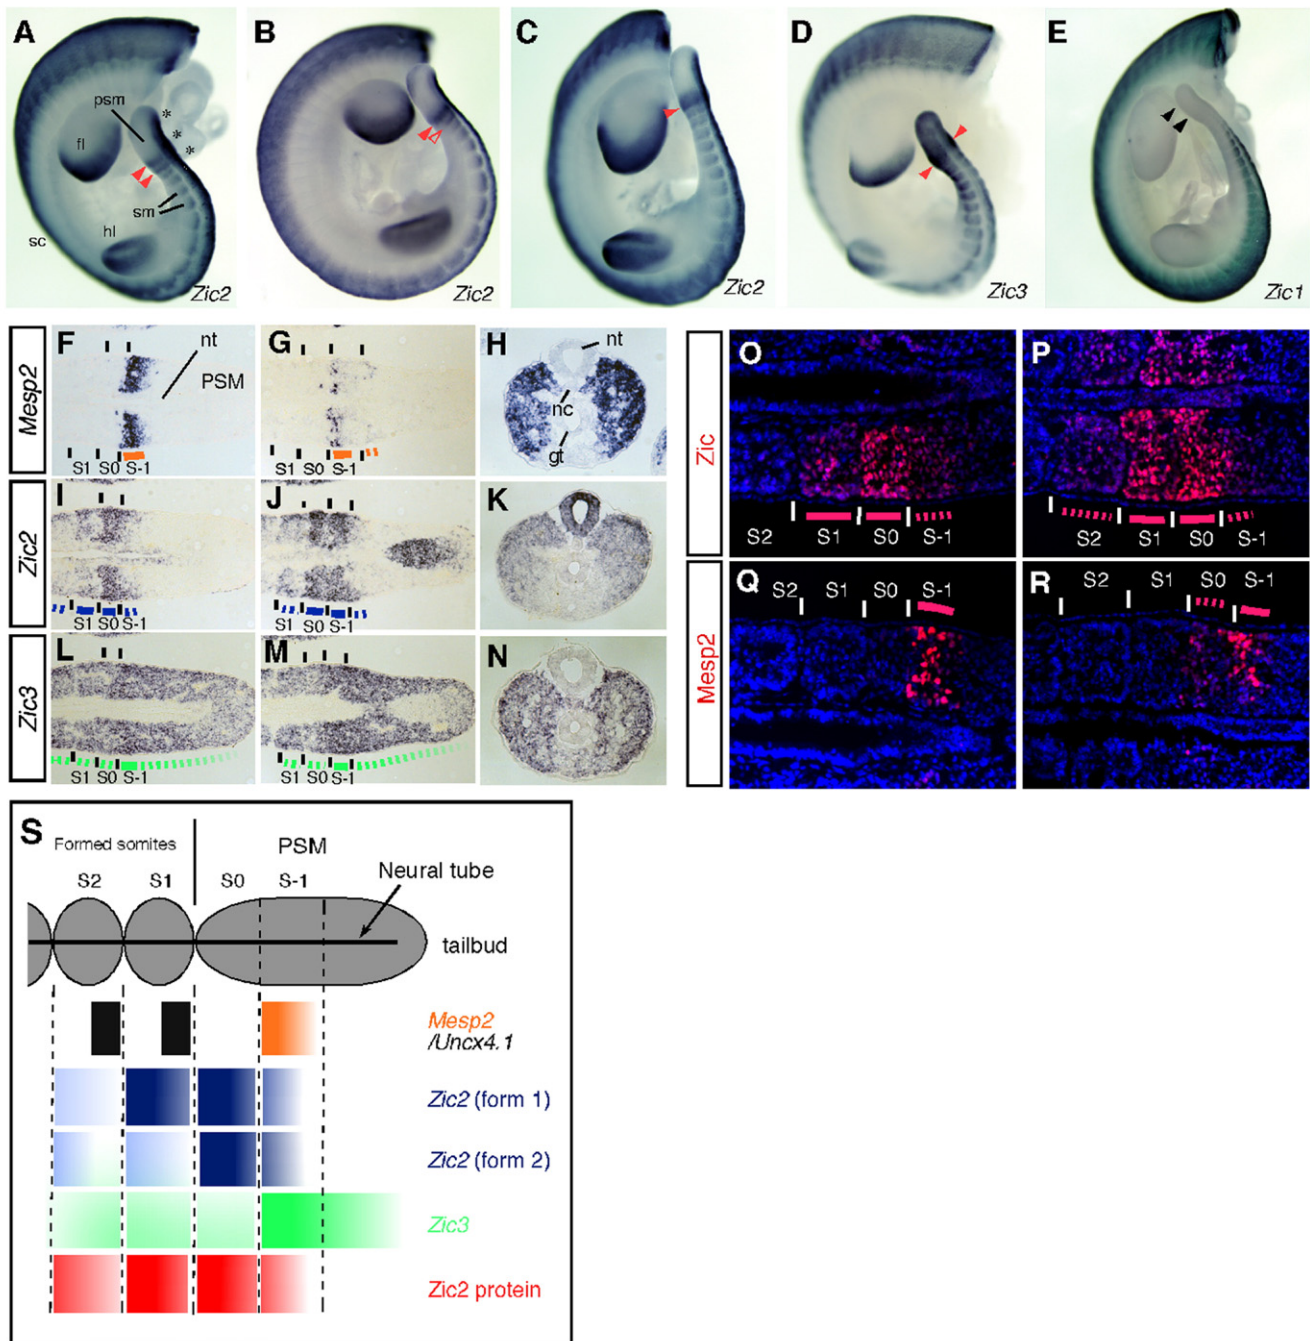 A
B
C
D
E
psm
*
*
*
fl
sm
hl
sc
Zic2
Zic2
Zic2
Zic3
Zic1
Mesp2
F
nt
PSM
S1 S0 S-1
G
S1 S0 S-1
H
nt
nc
gt
Zic2
I
S1 S0 S-1
J
S1 S0 S-1
K
Zic3
L
S1 S0 S-1
M
S1 S0 S-1
N
Zic
O
S2 S1 S0 S-1
P
S2 S1 S0 S-1
Mesp2
Q
S2 S1 S0 S-1
R
S2 S1 S0 S-1
S
Formed somites
PSM
S2 S1 S0 S-1
Neural tube
tailbud
Mesp2
/Uncx4.1
Zic2 (form 1)
Zic2 (form 2)
Zic3
Zic2 protein